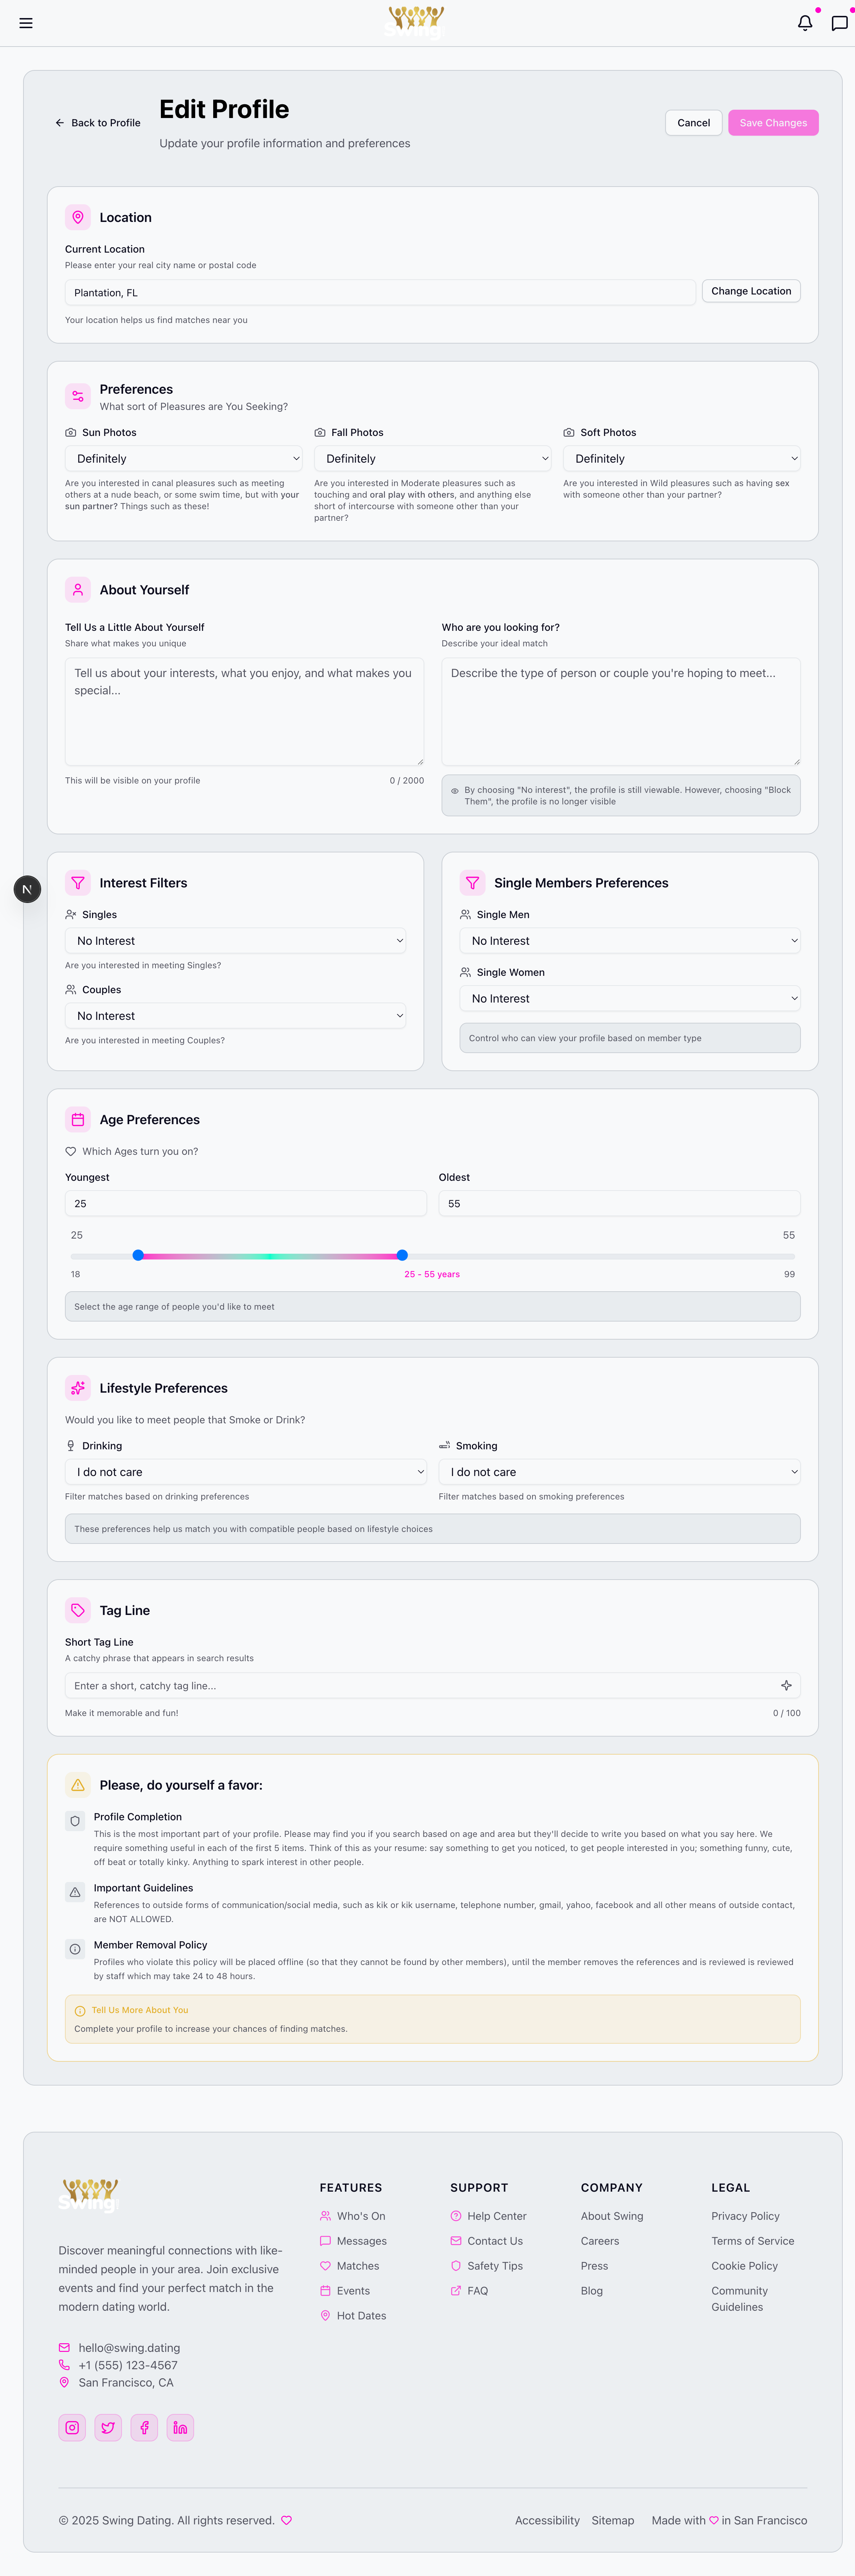 Swing
Back to Profile
Edit Profile
Update your profile information and preferences
Cancel
Save Changes
Location
Current Location
Please enter your real city name or postal code
Plantation, FL
Change Location
Your location helps us find matches near you
Preferences
What sort of Pleasures are You Seeking?
Sun Photos
Definitely
Are you interested in canal pleasures such as meeting
others at a nude beach, or some swim time, but with your
sun partner? Things such as these!
Fall Photos
Definitely
Are you interested in Moderate pleasures such as
touching and oral play with others, and anything else
short of intercourse with someone other than your
partner?
Soft Photos
Definitely
Are you interested in Wild pleasures such as having sex
with someone other than your partner?
About Yourself
Tell Us a Little About Yourself
Share what makes you unique
Tell us about your interests, what you enjoy, and what makes you
special...
This will be visible on your profile
0 / 2000
Who are you looking for?
Describe your ideal match
Describe the type of person or couple you're hoping to meet...
By choosing "No interest", the profile is still viewable. However, choosing "Block
Them", the profile is no longer visible
N
Interest Filters
Singles
No Interest
Are you interested in meeting Singles?
Couples
No Interest
Are you interested in meeting Couples?
Single Members Preferences
Single Men
No Interest
Single Women
No Interest
Control who can view your profile based on member type
Age Preferences
Which Ages turn you on?
Youngest
25
Oldest
55
25
55
18
25 - 55 years
99
Select the age range of people you'd like to meet
Lifestyle Preferences
Would you like to meet people that Smoke or Drink?
Drinking
I do not care
Filter matches based on drinking preferences
Smoking
I do not care
Filter matches based on smoking preferences
These preferences help us match you with compatible people based on lifestyle choices
Tag Line
Short Tag Line
A catchy phrase that appears in search results
Enter a short, catchy tag line...
Make it memorable and fun!
0 / 100
Please, do yourself a favor:
Profile Completion
This is the most important part of your profile. Please may find you if you search based on age and area but they'll decide to write you based on what you say here. We
require something useful in each of the first 5 items. Think of this as your resume: say something to get you noticed, to get people interested in you; something funny, cute,
off beat or totally kinky. Anything to spark interest in other people.
Important Guidelines
References to outside forms of communication/social media, such as kik or kik username, telephone number, gmail, yahoo, facebook and all other means of outside contact,
are NOT ALLOWED.
Member Removal Policy
Profiles who violate this policy will be placed offline (so that they cannot be found by other members), until the member removes the references and is reviewed is reviewed
by staff which may take 24 to 48 hours.
Tell Us More About You
Complete your profile to increase your chances of finding matches.
Swing
Discover meaningful connections with like-
minded people in your area. Join exclusive
events and find your perfect match in the
modern dating world.
hello@swing.dating
+1 (555) 123-4567
San Francisco, CA
FEATURES
Who's On
Messages
Matches
Events
Hot Dates
SUPPORT
Help Center
Contact Us
Safety Tips
FAQ
COMPANY
About Swing
Careers
Press
Blog
LEGAL
Privacy Policy
Terms of Service
Cookie Policy
Community
Guidelines
© 2025 Swing Dating. All rights reserved.
Accessibility
Sitemap
Made with in San Francisco